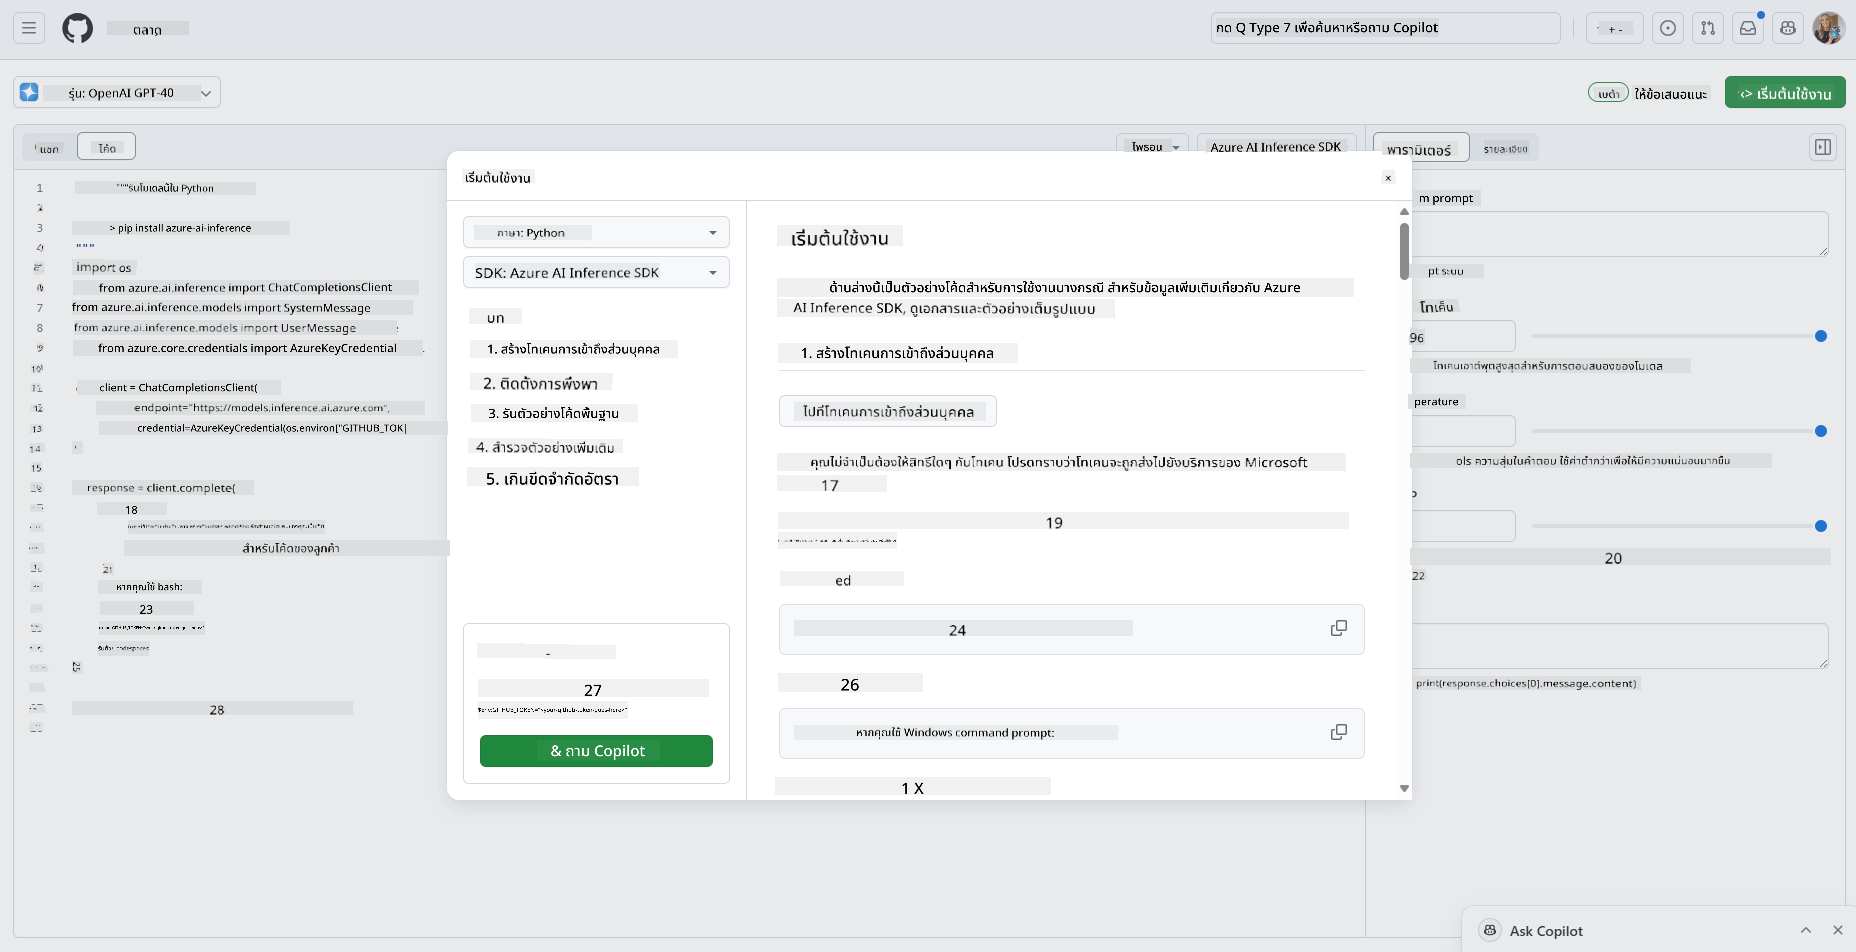 ตลาด
กด Q Type 7 เพื่อค้นหาหรือถาม Copilot
+ -
รุ่น: OpenAI GPT-40
เบต้า
ให้ข้อเสนอแนะ
<> เริ่มต้นใช้งาน
แชท
โค้ด
ไพธอน
Azure AI Inference SDK
พารามิเตอร์
รายละเอียด
1 """รันโมเดลนี้ใน Python
2
3 > pip install azure-ai-inference
4 """
import os
from azure.ai.inference import ChatCompletionsClient
7 from azure.ai.inference.models import SystemMessage
8 from azure.ai.inference.models import UserMessage
9 from azure.core.credentials import AzureKeyCredential
10
11 client = ChatCompletionsClient(
12 endpoint="https://models.inference.ai.azure.com",
13 credential=AzureKeyCredential(os.environ["GITHUB_TOK
14
15
response = client.complete(
18
สำหรับโค้ดของลูกค้า
21
หากคุณใช้ bash:
23
รันใน codespaces
25
28
เริ่มต้นใช้งาน
×
ภาษา: Python
SDK: Azure AI Inference SDK
บท
1. สร้างโทเคนการเข้าถึงส่วนบุคคล
2. ติดตั้งการพึ่งพา
3. รันตัวอย่างโค้ดพื้นฐาน
4. สำรวจตัวอย่างเพิ่มเติม
5. เกินขีดจำกัดอัตรา
-
27
$Env:GITHUB_TOKEN="<your-github-token-goes-here>"
& ถาม Copilot
เริ่มต้นใช้งาน
ด้านล่างนี้เป็นตัวอย่างโค้ดสำหรับการใช้งานบางกรณี สำหรับข้อมูลเพิ่มเติมเกี่ยวกับ Azure
AI Inference SDK, ดูเอกสารและตัวอย่างเต็มรูปแบบ
1. สร้างโทเคนการเข้าถึงส่วนบุคคล
ไปที่โทเคนการเข้าถึงส่วนบุคคล
คุณไม่จำเป็นต้องให้สิทธิ์ใดๆ กับโทเคน โปรดทราบว่าโทเคนจะถูกส่งไปยังบริการของ Microsoft
17
19
ed
24
26
หากคุณใช้ Windows command prompt:
1 X
m prompt
pt ระบบ
โทเค็น
96
โทเคนเอาต์พุตสูงสุดสำหรับการตอบสนองของโมเดล
perature
ols ความสุ่มในคำตอบ ใช้ค่าต่ำกว่าเพื่อให้มีความแน่นอนมากขึ้น
20
22
print(response.choices[0].message.content)
Ask Copilot